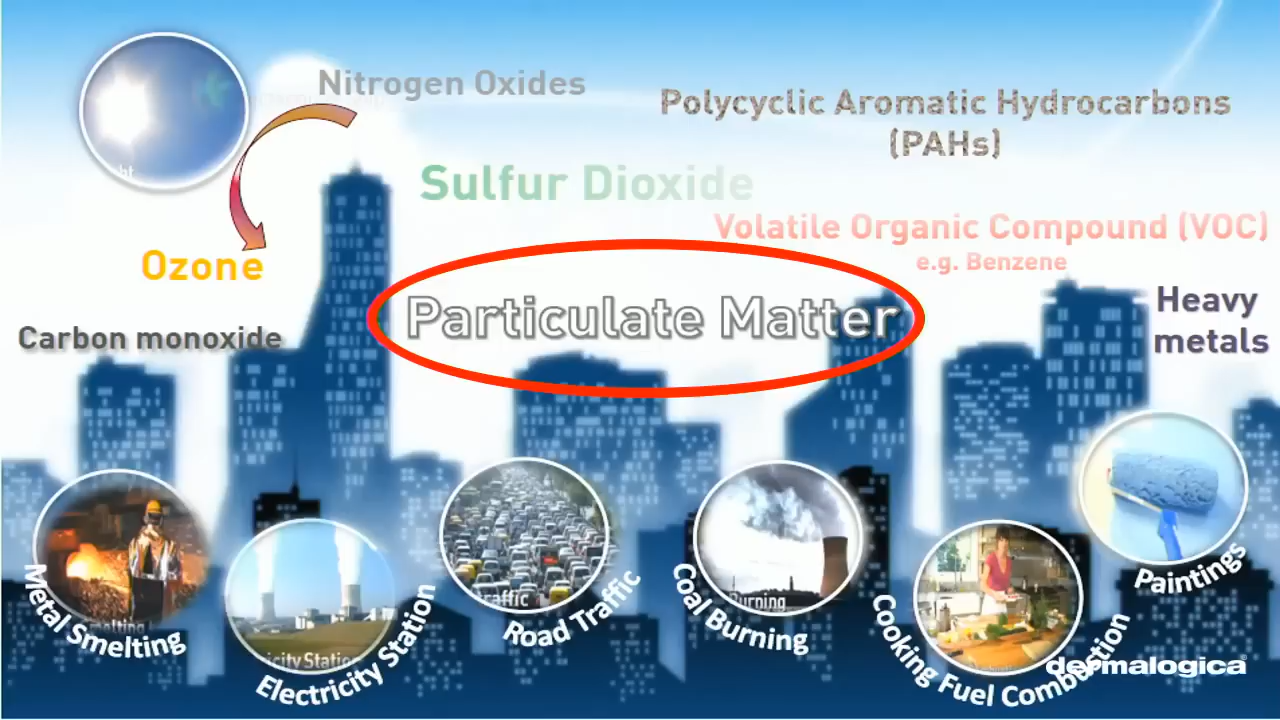 Nitrogen Oxides
Polycyclic Aromatic Hydrocarbons
(PAHs)
Sulfur Dioxide
Volatile Organic Compound (VOC)
e.g. Benzene
Ozone
Particulate Matter
Heavy
metals
Carbon monoxide
Metal Smelting
Electricity Station
Road Traffic
Coal Burning
Cooking Fuel Combustion
Paintings
dermalogica